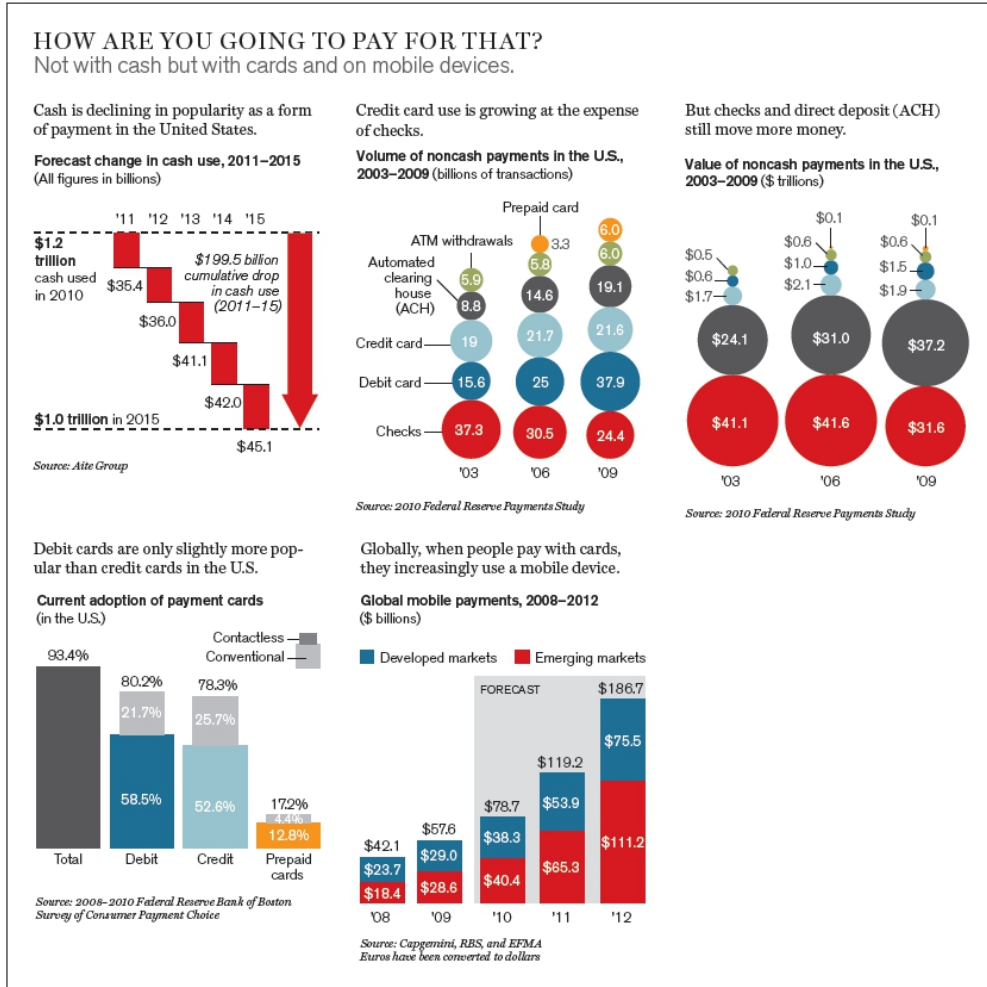 HOW ARE YOU GOING TO PAY FOR THAT?
Not with cash but with cards and on mobile devices.
Cash is declining in popularity as a form
of payment in the United States.
Forecast change in cash use, 2011–2015
(All figures in billions)
'11 '12 '13 '14 '15
$1.2
trillion
cash used
in 2010
$199.5 billion
cumulative drop
in cash use
(2011–15)
$35.4
$36.0
$41.1
$42.0
$1.0 trillion in 2015
$45.1
Source: Aite Group
Credit card use is growing at the expense
of checks.
Volume of noncash payments in the U.S.,
2003–2009 (billions of transactions)
Prepaid card
3.3 6.0
ATM withdrawals
5.9 5.8 6.0
Automated
clearing
house
(ACH)
8.8 14.6 19.1
Credit card
19 21.7 21.6
Debit card
15.6 25 37.9
Checks
37.3 30.5 24.4
'03 '06 '09
Source: 2010 Federal Reserve Payments Study
But checks and direct deposit (ACH)
still move more money.
Value of noncash payments in the U.S.,
2003–2009 ($ trillions)
$0.1 $0.1
$0.5 $0.6 $0.6
$0.6 $1.0 $1.5
$1.7 $2.1 $1.9
$24.1 $31.0 $37.2
$41.1 $41.6 $31.6
'03 '06 '09
Source: 2010 Federal Reserve Payments Study
Debit cards are only slightly more pop-
ular than credit cards in the U.S.
Current adoption of payment cards
(in the U.S.)
Contactless
Conventional
93.4%
80.2% 78.3%
21.7% 25.7%
58.5% 52.6%
17.2%
4.4%
12.8%
Total Debit Credit Prepaid
cards
Source: 2008–2010 Federal Reserve Bank of Boston
Survey of Consumer Payment Choice
Globally, when people pay with cards,
they increasingly use a mobile device.
Global mobile payments, 2008–2012
($ billions)
Developed markets Emerging markets
FORECAST
$186.7
$75.5
$111.2
$119.2
$53.9
$65.3
$78.7
$38.3
$40.4
$57.6
$29.0
$28.6
$42.1
$23.7
$18.4
'08 '09 '10 '11 '12
Source: Capgemini, RBS, and EFMA
Euros have been converted to dollars